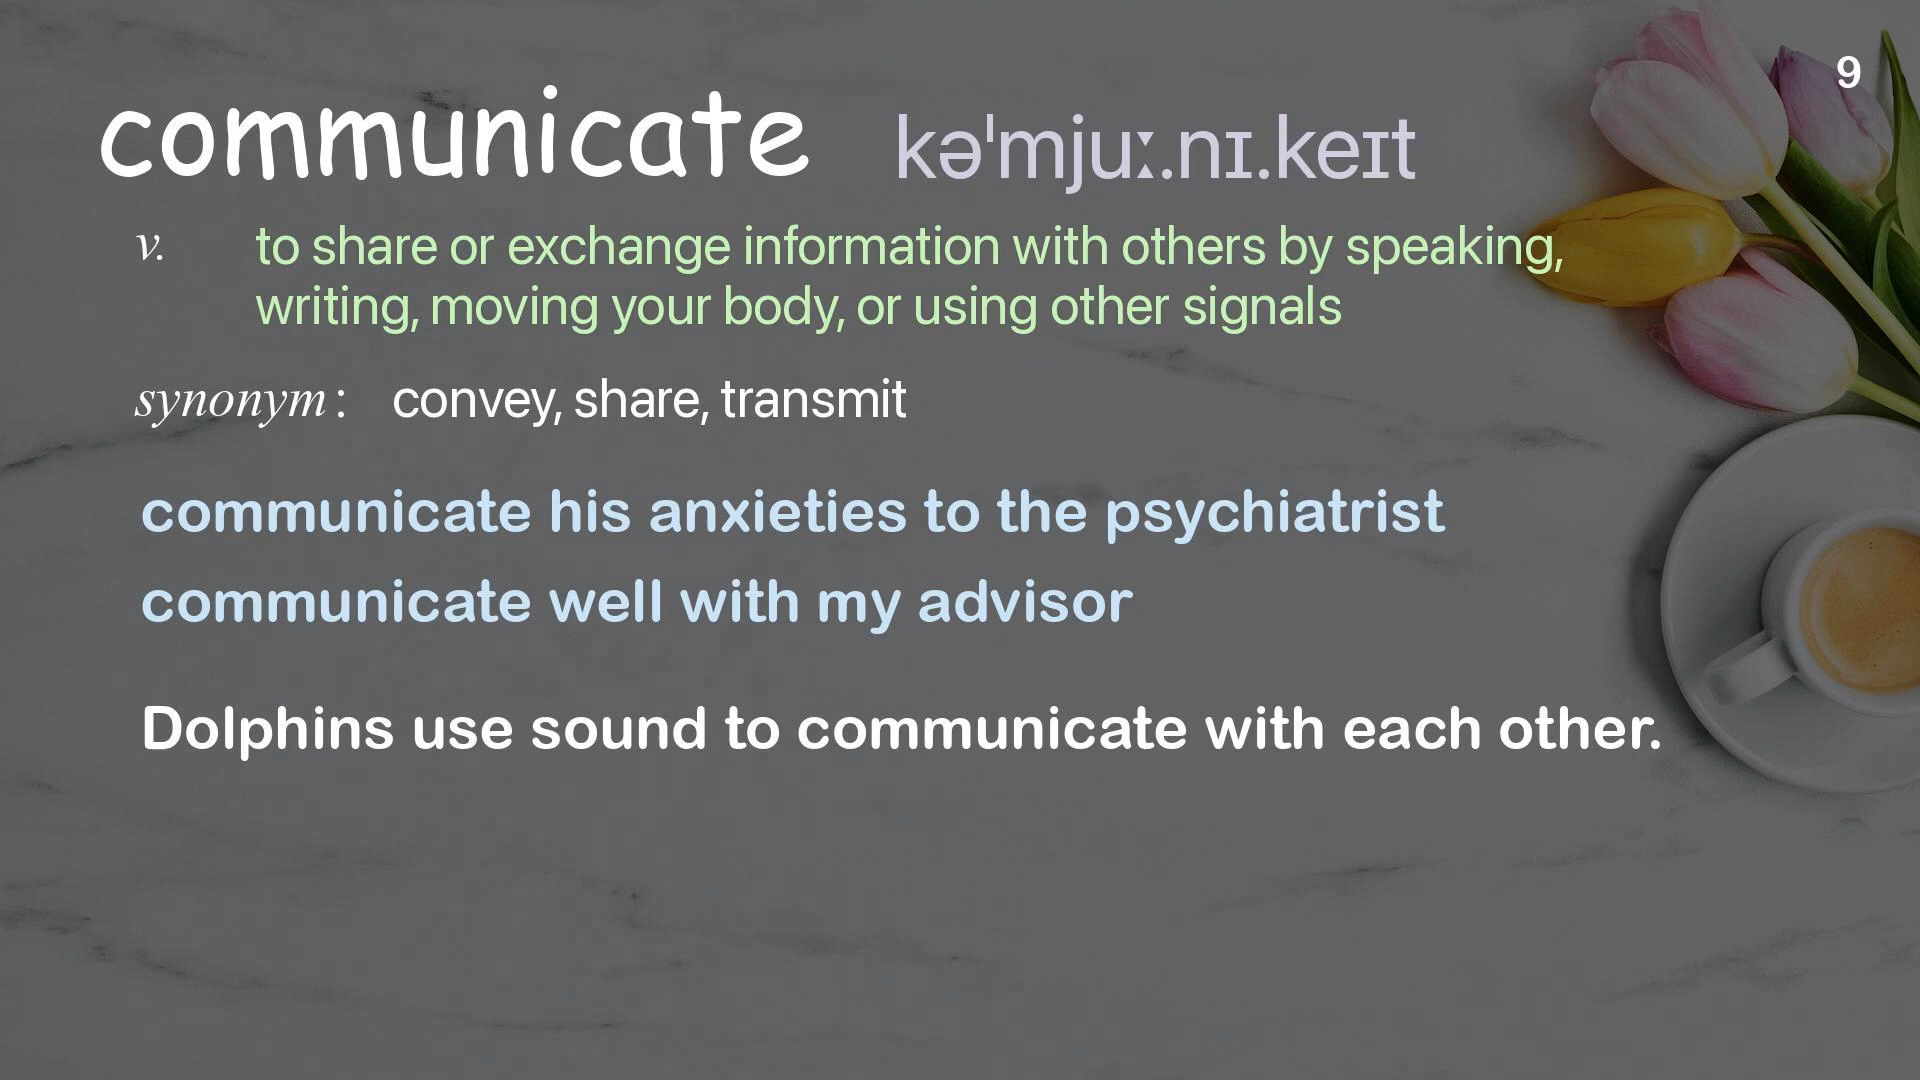 9
communicate kə'mjuː.nɪ.keɪt
v. to share or exchange information with others by speaking,
writing, moving your body, or using other signals
synonym : convey, share, transmit
communicate his anxieties to the psychiatrist
communicate well with my advisor
Dolphins use sound to communicate with each other.